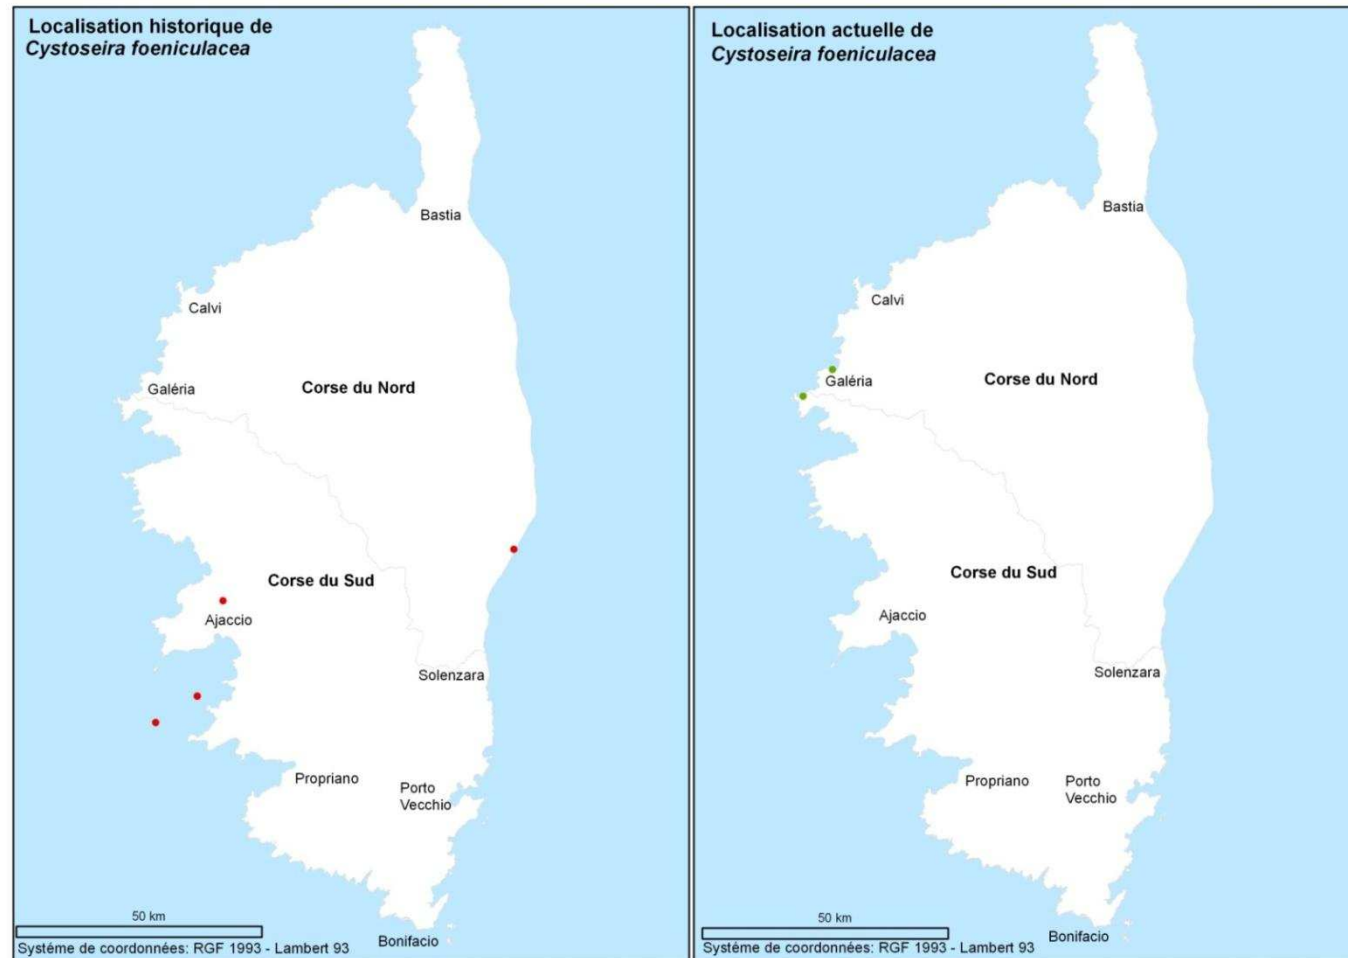 Localisation historique de
Cystoseira foeniculacea
Bastia
Calvi
Galéria
Corse du Nord
Corse du Sud
Ajaccio
Solenzara
Propriano
Porto
Vecchio
50 km
Bonifacio
Systéme de coordonnées: RGF 1993 - Lambert 93
Localisation actuelle de
Cystoseira foeniculacea
Bastia
Calvi
Galéria
Corse du Nord
Corse du Sud
Ajaccio
Solenzara
Propriano
Porto
Vecchio
50 km
Bonifacio
Systéme de coordonnées: RGF 1993 - Lambert 93